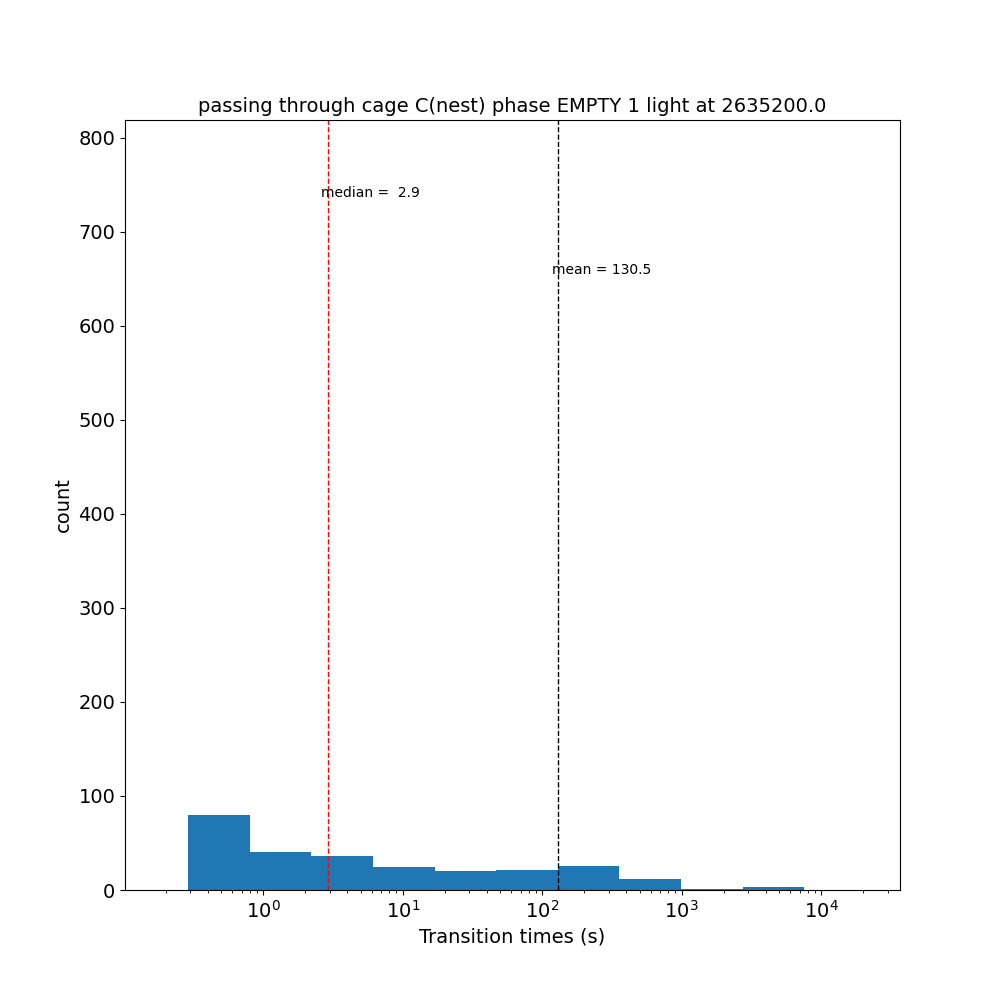 passing through cage C(nest) phase EMPTY 1 light at 2635200.0
800
median =  2.9
700
mean = 130.5
600
500
count
400
300
200
100
0
10⁰ 10¹ 10² 10³ 10⁴
Transition times (s)